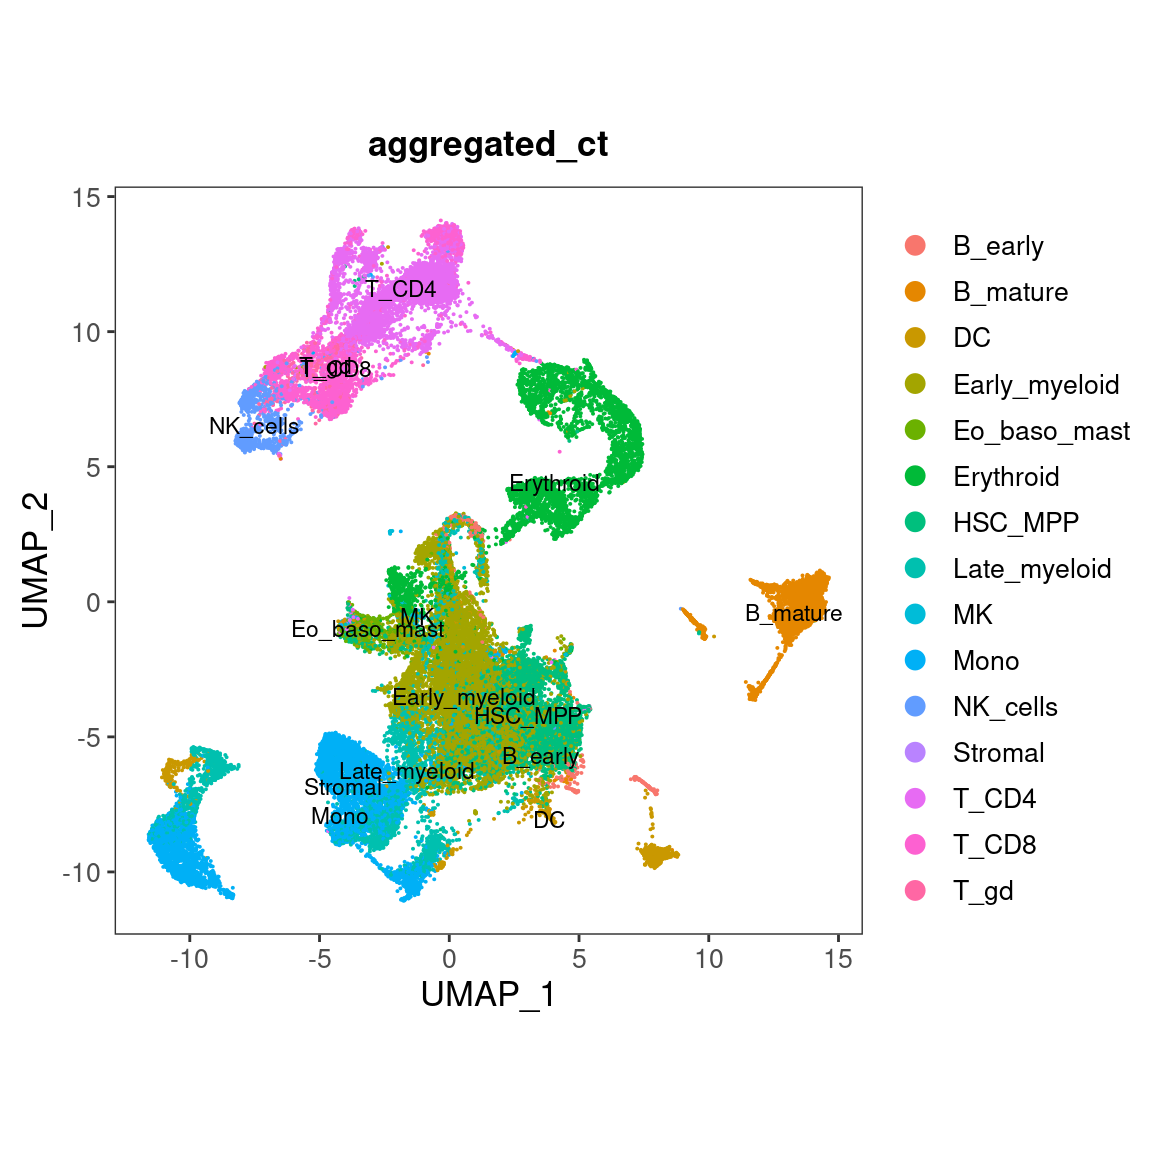 aggregated_ct
15
10
5
0
-5
-10
UMAP_2
-10
-5
0
5
10
15
UMAP_1
T_CD4
T_gd
T_CD8
NK_cells
Erythroid
MK
Eo_baso_mast
B_mature
Early_myeloid
HSC_MPP
B_early
Late_myeloid
Stromal
Mono
DC
B_early
B_mature
DC
Early_myeloid
Eo_baso_mast
Erythroid
HSC_MPP
Late_myeloid
MK
Mono
NK_cells
Stromal
T_CD4
T_CD8
T_gd